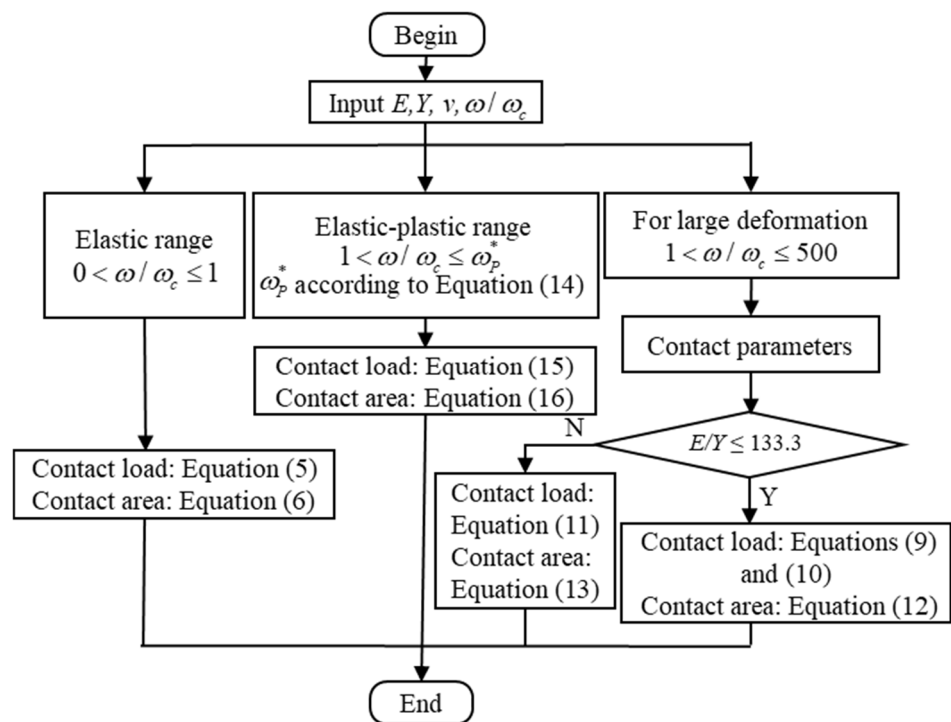 Begin
Input E,Y, v, ω / ω_c
Elastic range
0 < ω / ω_c ≤ 1
Elastic-plastic range
1 < ω / ω_c ≤ ω_P^*
ω_P^* according to Equation (14)
For large deformation
1 < ω / ω_c ≤ 500
Contact parameters
Contact load: Equation (15)
Contact area: Equation (16)
N
E/Y ≤ 133.3
Y
Contact load: Equation (5)
Contact area: Equation (6)
Contact load:
Equation (11)
Contact area:
Equation (13)
Contact load: Equations (9)
and (10)
Contact area: Equation (12)
End